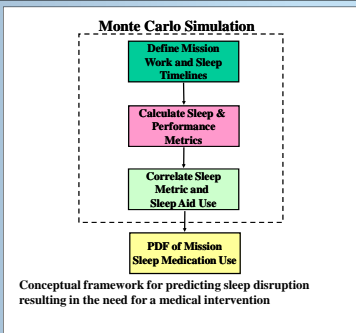 Monte Carlo Simulation
Define Mission
Work and Sleep
Timelines
Calculate Sleep &
Performance
Metrics
Correlate Sleep
Metric and
Sleep Aid Use
PDF of Mission
Sleep Medication Use
Conceptual framework for predicting sleep disruption
resulting in the need for a medical intervention